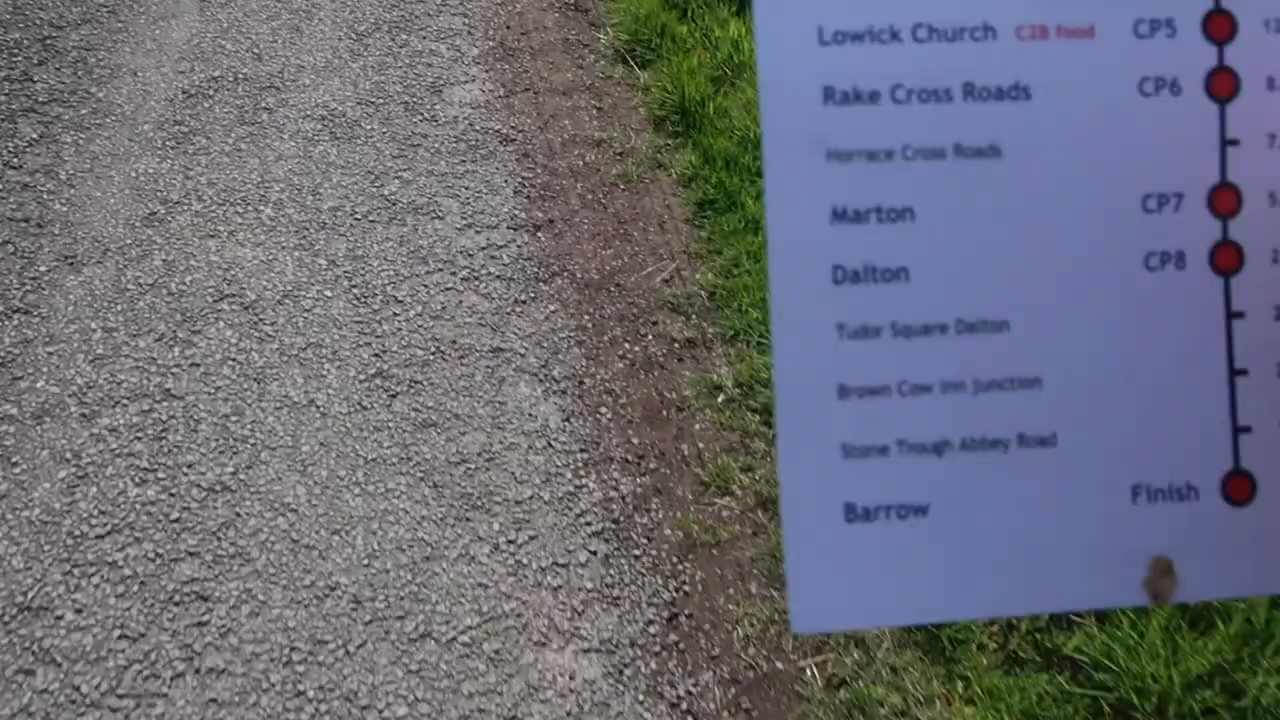 Lowick Church C2B Food CP5
Rake Cross Roads CP6
Horrace Cross Roads
Marton CP7
Dalton CP8
Tudor Square Dalton
Brown Cow Inn Junction
Stone Trough Abbey Road
Barrow Finish